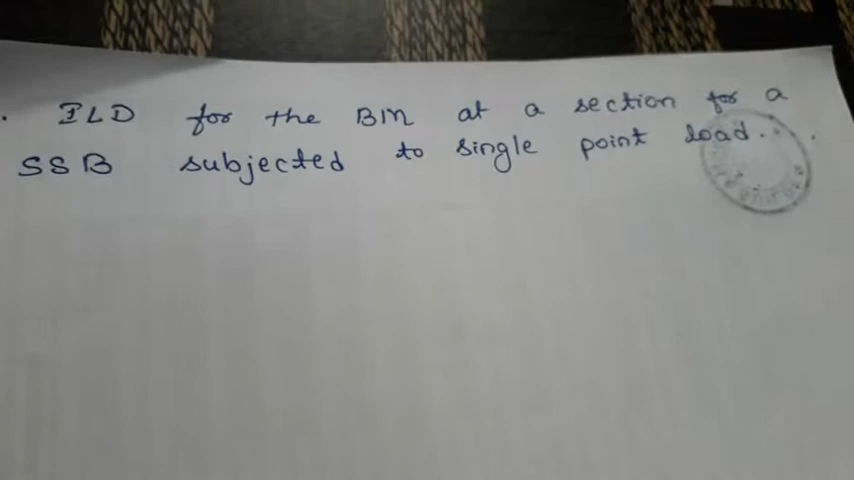 . ILD for the BM at a section for a
SSB subjected to single point load.